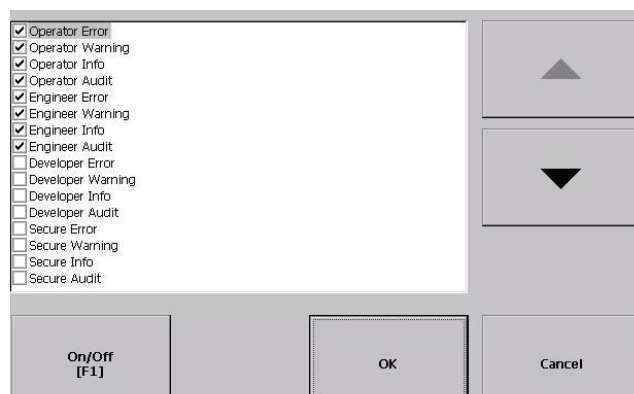 Operator Error
Operator Warning
Operator Info
Operator Audit
Engineer Error
Engineer Warning
Engineer Info
Engineer Audit
Developer Error
Developer Warning
Developer Info
Developer Audit
Secure Error
Secure Warning
Secure Info
Secure Audit
On/Off
[F1]
OK
Cancel